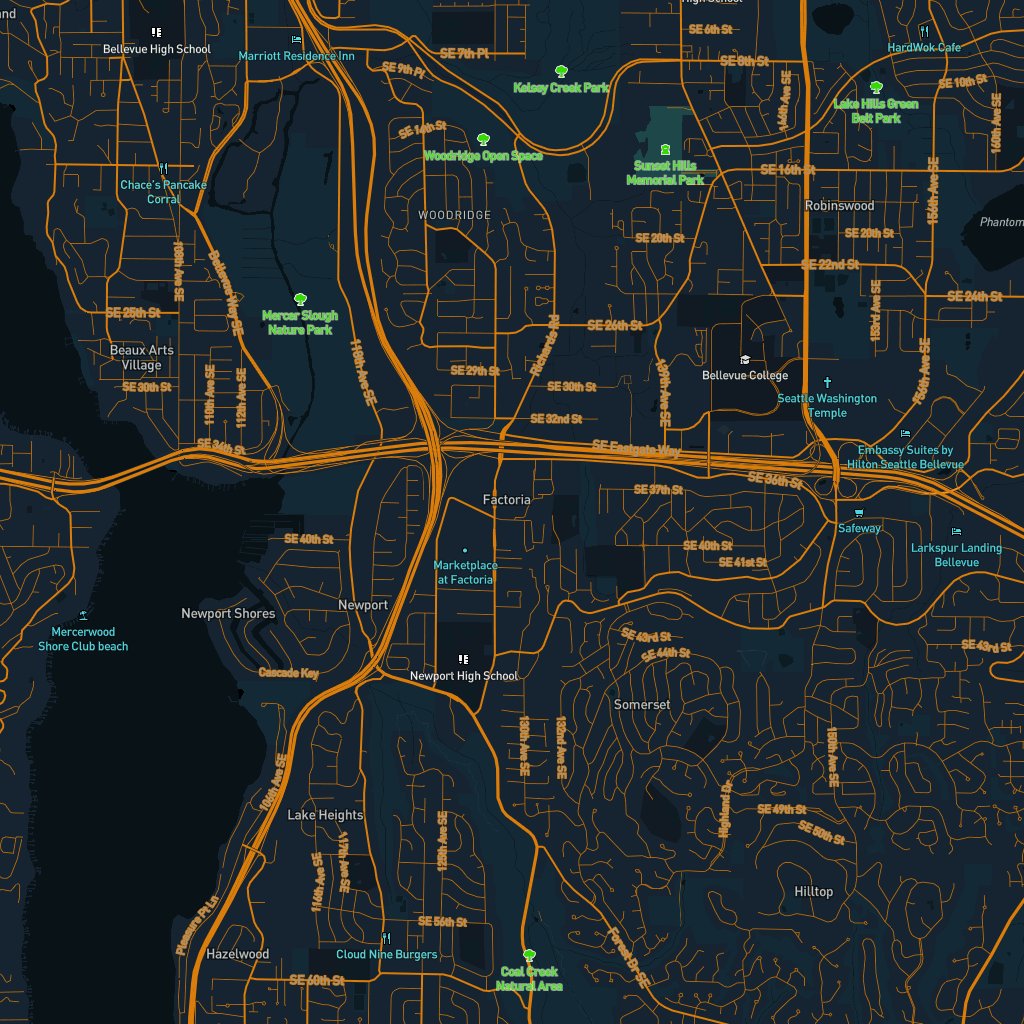 nd
High School
SE 6th St
Bellevue High School
Marriott Residence Inn
SE 7th Pl
SE 9th Pl
SE 8th St
HardWok Cafe
SE 10th St
Kelsey Creek Park
Lake Hills Green
Belt Park
SE 14th St
Woodridge Open Space
Sunset Hills
Memorial Park
SE 16th St
160th Ave SE
Chace's Pancake
Corral
WOODRIDGE
Robinswood
156th Ave SE
Phantom
SE 20th St
SE 20th St
108th Ave SE
Bellevue Way SE
SE 22nd St
SE 24th St
Mercer Slough
Nature Park
SE 25th St
SE 26th St
153rd Ave SE
Richards Rd
Beaux Arts
Village
118th Ave SE
SE 29th St
SE 30th St
SE 30th St
139th Ave SE
Bellevue College
156th Ave SE
110th Ave SE
112th Ave SE
Seattle Washington
Temple
SE 32nd St
SE 34th St
SE Eastgate Way
Embassy Suites by
Hilton Seattle Bellevue
SE 36th St
SE 37th St
Factoria
Safeway
SE 40th St
SE 40th St
SE 41st St
Larkspur Landing
Bellevue
Marketplace
at Factoria
Newport Shores
Newport
Mercerwood
Shore Club beach
SE 43rd St
SE 44th St
SE 43rd St
Cascade Key
Newport High School
Somerset
130th Ave SE
132nd Ave SE
150th Ave SE
106th Ave SE
Highland Dr
Lake Heights
SE 49th St
SE 50th St
117th Ave SE
116th Ave SE
125th Ave SE
Hilltop
Pleasure Pt Ln
SE 56th St
Hazelwood
Cloud Nine Burgers
Forest Dr SE
SE 60th St
Coal Creek
Natural Area